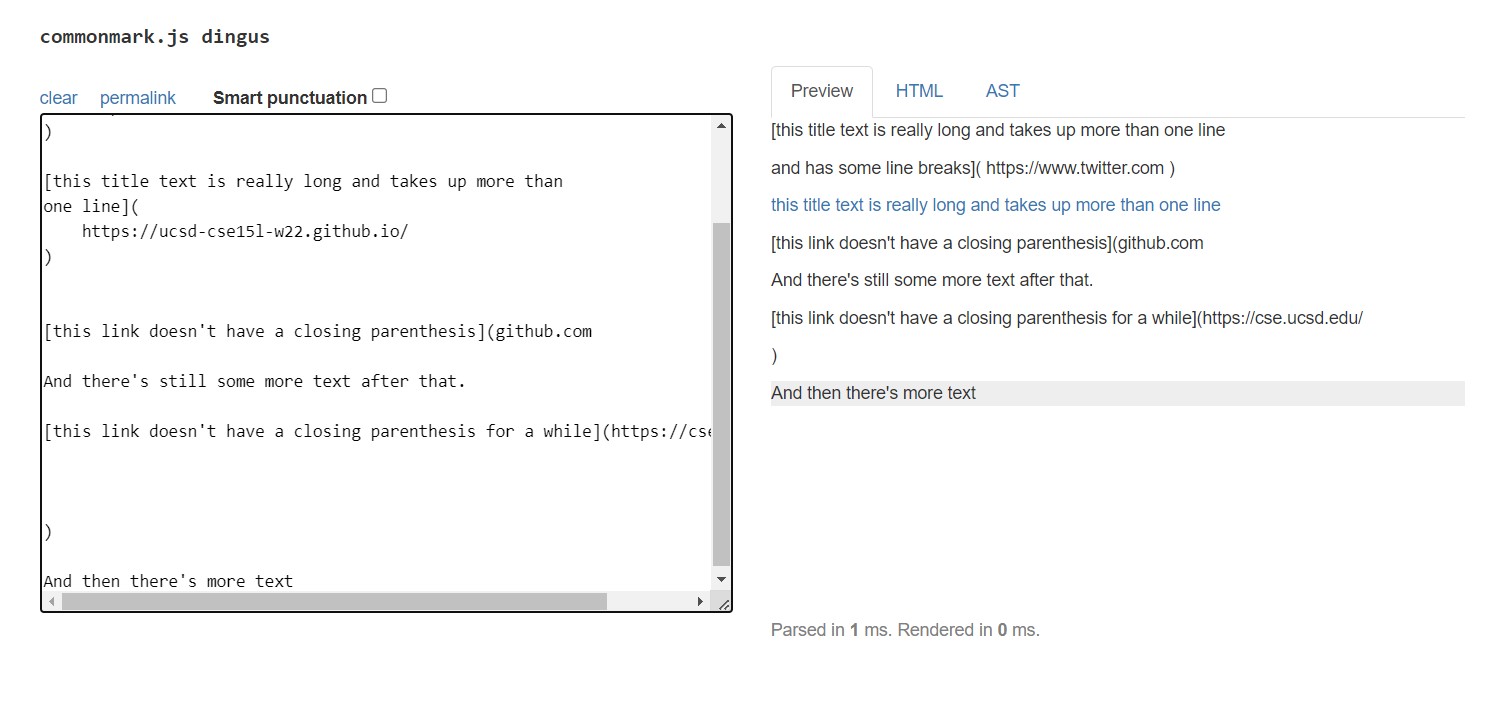 commonmark.js dingus
clear permalink Smart punctuation
)
[this title text is really long and takes up more than
one line](
https://ucsd-cse15l-w22.github.io/
)
[this link doesn't have a closing parenthesis](github.com
And there's still some more text after that.
[this link doesn't have a closing parenthesis for a while](https://cse
)
And then there's more text
Preview HTML AST
[this title text is really long and takes up more than one line
and has some line breaks]( https://www.twitter.com )
this title text is really long and takes up more than one line
[this link doesn't have a closing parenthesis](github.com
And there's still some more text after that.
[this link doesn't have a closing parenthesis for a while](https://cse.ucsd.edu/
)
And then there's more text
Parsed in 1 ms. Rendered in 0 ms.